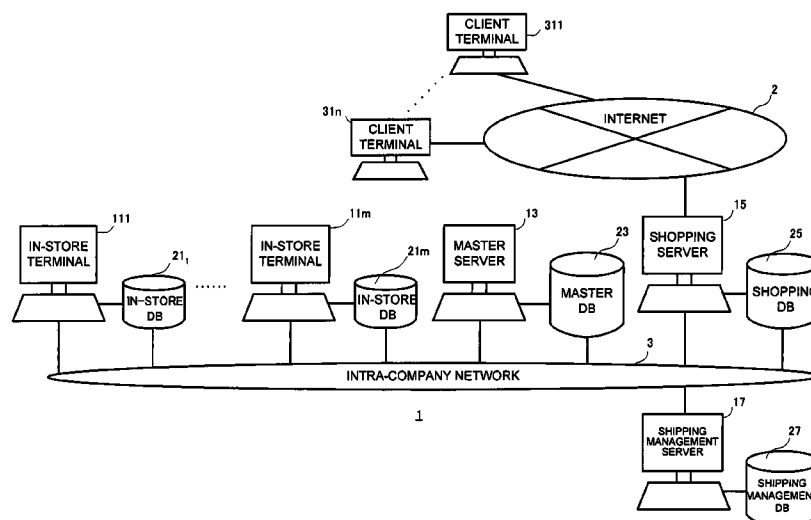 CLIENT
TERMINAL
311
31n
CLIENT
TERMINAL
INTERNET
2
111
IN-STORE
TERMINAL
21₁
IN-STORE
DB
11m
IN-STORE
TERMINAL
21m
IN-STORE
DB
13
MASTER
SERVER
23
MASTER
DB
15
SHOPPING
SERVER
25
SHOPPING
DB
3
INTRA-COMPANY NETWORK
1
17
SHIPPING
MANAGEMENT
SERVER
27
SHIPPING
MANAGEMENT
DB